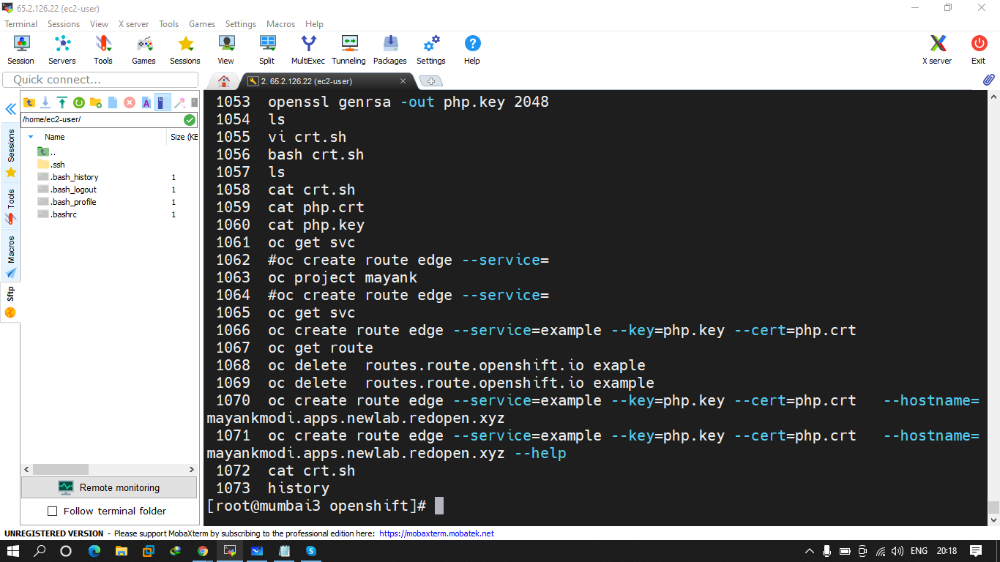 65.2.126.22 (ec2-user)
Terminal Sessions View X server Tools Games Settings Macros Help
Session Servers Tools Games Sessions View Split MultiExec Tunneling Packages Settings Help X server Exit
Quick connect...
2. 65.2.126.22 (ec2-user)
/home/ec2-user/
Name Size (KB
..
.ssh
.bash_history 1
.bash_logout 1
.bash_profile 1
.bashrc 1
Sessions
Tools
Macros
Sftp
Remote monitoring
Follow terminal folder
1053 openssl genrsa -out php.key 2048
1054 ls
1055 vi crt.sh
1056 bash crt.sh
1057 ls
1058 cat crt.sh
1059 cat php.crt
1060 cat php.key
1061 oc get svc
1062 #oc create route edge --service=
1063 oc project mayank
1064 #oc create route edge --service=
1065 oc get svc
1066 oc create route edge --service=example --key=php.key --cert=php.crt
1067 oc get route
1068 oc delete  routes.route.openshift.io exaple
1069 oc delete  routes.route.openshift.io example
1070 oc create route edge --service=example --key=php.key --cert=php.crt   --hostname=
mayankmodi.apps.newlab.redopen.xyz
1071 oc create route edge --service=example --key=php.key --cert=php.crt   --hostname=
mayankmodi.apps.newlab.redopen.xyz --help
1072 cat crt.sh
1073 history
[root@mumbai3 openshift]#
UNREGISTERED VERSION - Please support MobaXterm by subscribing to the professional edition here: https://mobaxterm.mobatek.net
ENG 20:18